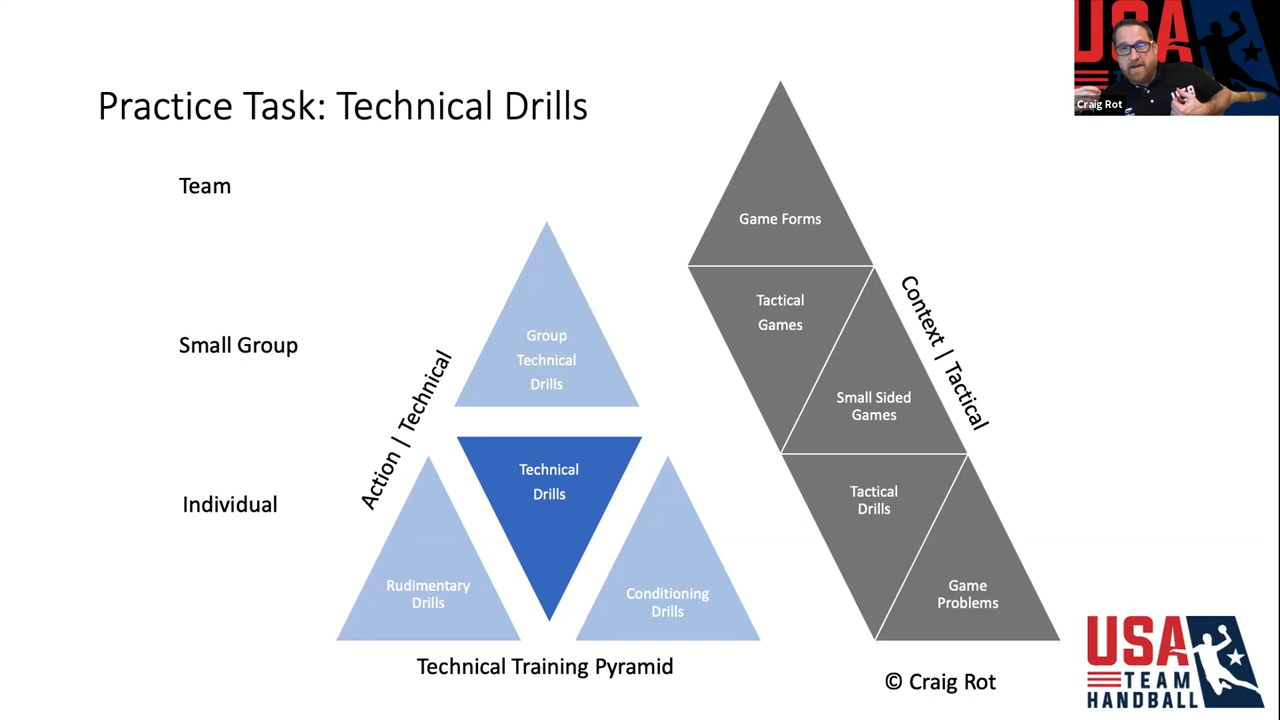 Practice Task: Technical Drills
Team
Small Group
Individual
Action | Technical
Group
Technical
Drills
Technical
Drills
Rudimentary
Drills
Conditioning
Drills
Technical Training Pyramid
Game Forms
Tactical
Games
Small Sided
Games
Tactical
Drills
Game
Problems
Context | Tactical
© Craig Rot
USA
Craig Rot
USA
TEAM
HANDBALL